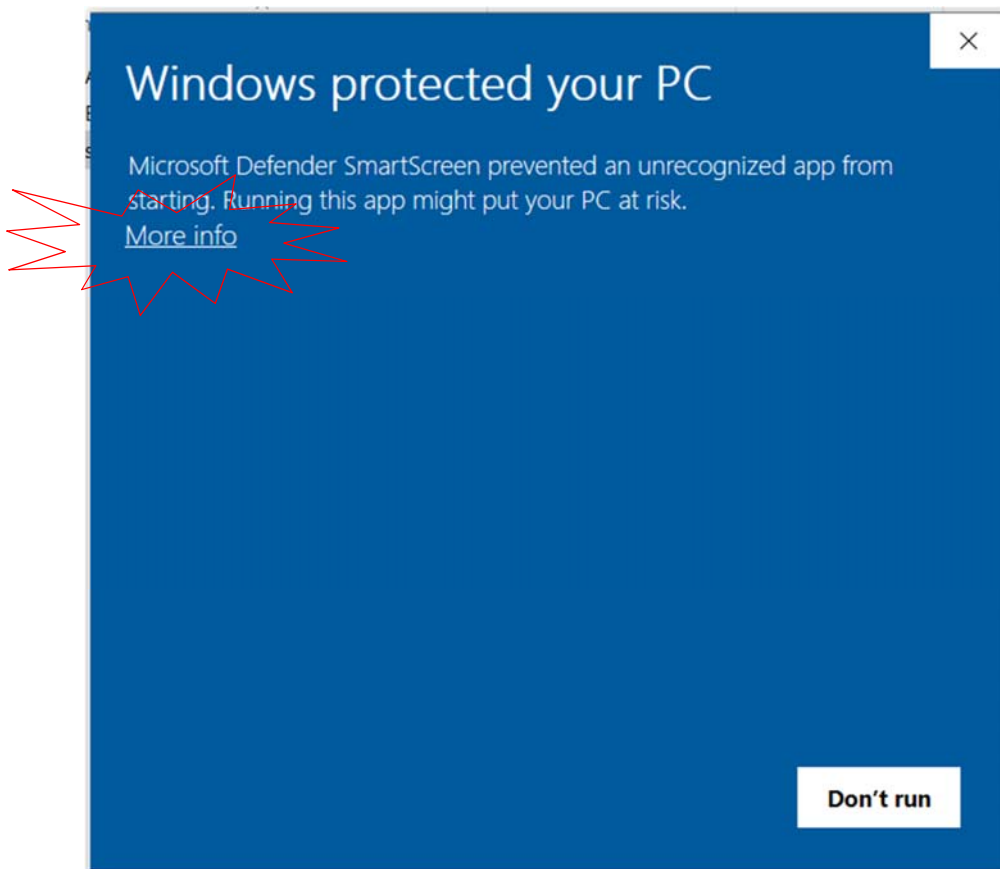 Windows protected your PC
Microsoft Defender SmartScreen prevented an unrecognized app from
starting. Running this app might put your PC at risk.
More info
Don't run